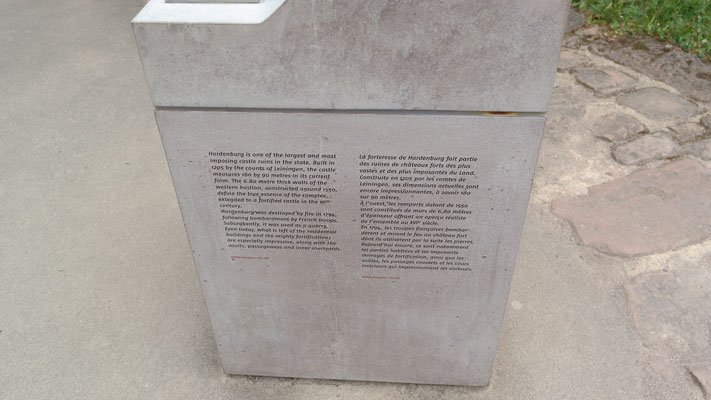 Hardenburg is one of the largest and most
imposing castle ruins in the state. Built in
1205 by the counts of Leiningen, the castle
measures 180 by 90 metres in its current
form. The 6.80 metre thick walls of the
western bastion, constructed around 1550,
define the true essence of the complex,
extended to a fortified castle in the 16th
century.
Hardenburg was destroyed by fire in 1794,
following bombardment by French troops.
Subsequently, it was used as a quarry.
Even today, what is left of the residential
buildings and the mighty fortifications
are especially impressive, along with the
vaults, passageways and inner courtyards.
La forteresse de Hardenburg fait partie
des ruines de châteaux forts des plus
vastes et des plus imposantes du Land.
Construite en 1205 par les comtes de
Leiningen, ses dimensions actuelles sont
encore impressionnantes, à savoir 180
sur 90 mètres.
À l'ouest, les remparts datant de 1550
sont constitués de murs de 6,80 mètres
d'épaisseur offrant un aperçu réaliste
de l'ensemble au XVIe siècle.
En 1794, les troupes françaises bombar-
dèrent et mirent le feu au château fort
dont ils utilisèrent par la suite les pierres.
Aujourd'hui encore, ce sont notamment
les parties habitées et les imposants
ouvrages de fortification, ainsi que les
voûtes, les passages couverts et les cours
intérieures qui impressionnent les visiteurs.